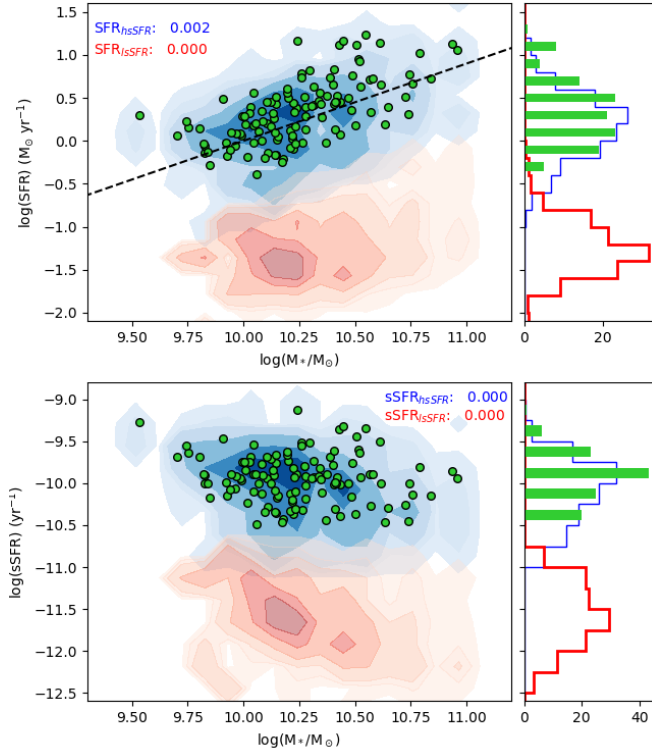 SFR_hsSFR: 0.002
SFR_lsSFR: 0.000
log(SFR) (M⊙ yr⁻¹)
1.5
1.0
0.5
0.0
−0.5
−1.0
−1.5
−2.0
9.50 9.75 10.00 10.25 10.50 10.75 11.00
log(M*/M⊙)
0 20
sSFR_hsSFR: 0.000
sSFR_lsSFR: 0.000
log(sSFR) (yr⁻¹)
−9.0
−9.5
−10.0
−10.5
−11.0
−11.5
−12.0
−12.5
9.50 9.75 10.00 10.25 10.50 10.75 11.00
log(M*/M⊙)
0 20 40